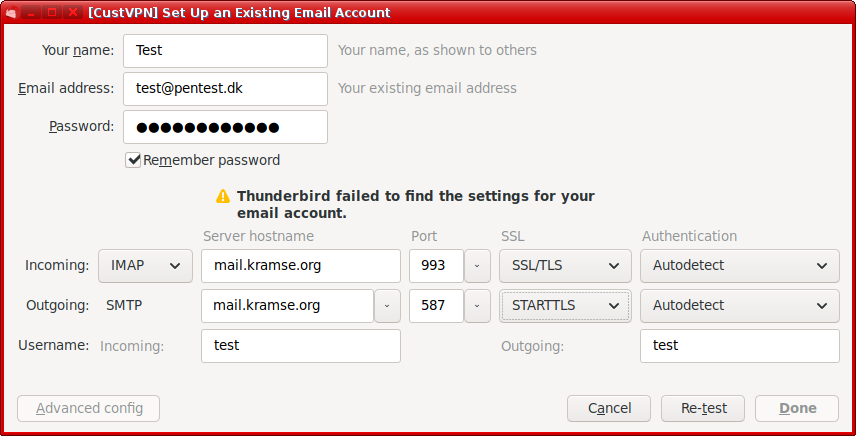 [CustVPN] Set Up an Existing Email Account
Your name: Test Your name, as shown to others
Email address: test@pentest.dk Your existing email address
Password: ●●●●●●●●●●●●
Remember password
Thunderbird failed to find the settings for your
email account.
Server hostname Port SSL Authentication
Incoming: IMAP mail.kramse.org 993 SSL/TLS Autodetect
Outgoing: SMTP mail.kramse.org 587 STARTTLS Autodetect
Username: Incoming: test Outgoing: test
Advanced config Cancel Re-test Done